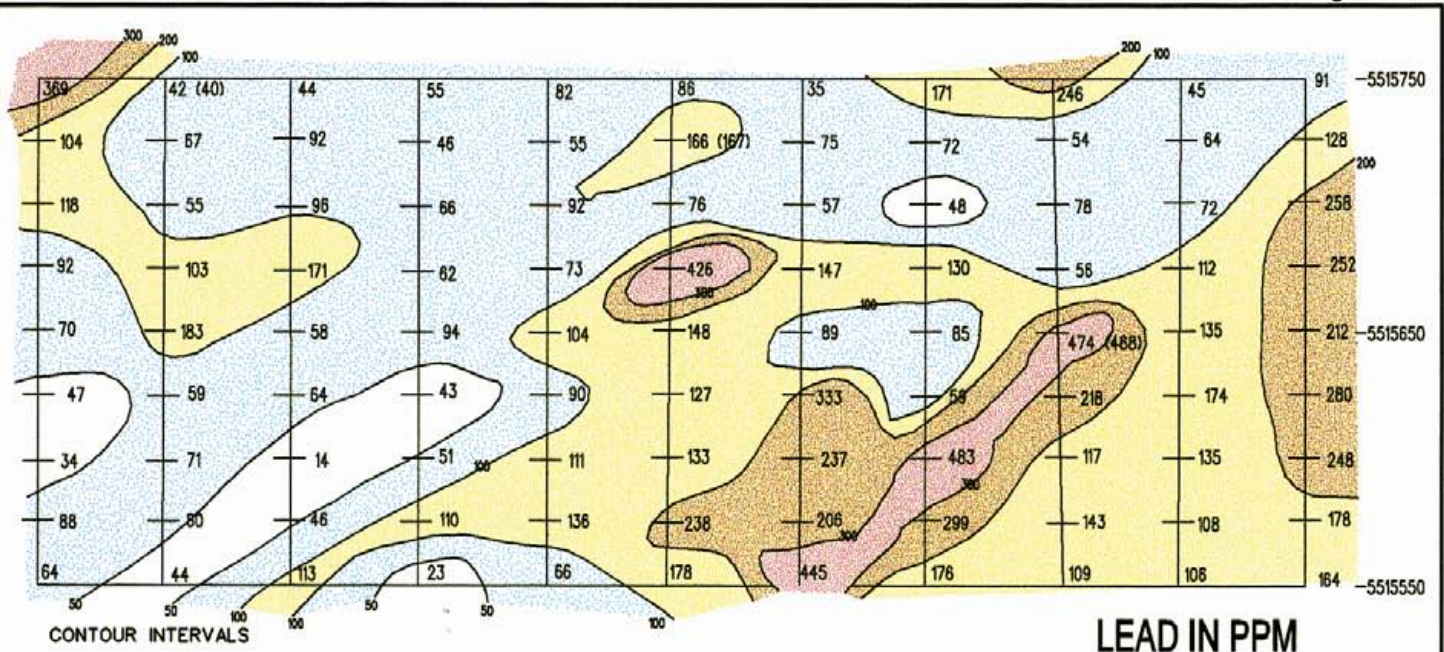 300 200 100
200 100
369 42 (40) 44 55 82 86 35 171 246 45 91 5515750
104 67 92 46 55 166 (167) 75 72 54 64 128
200
118 55 96 66 92 76 57 48 78 72 258
92 103 171 62 73 426 147 130 56 112 252
300
100
70 183 58 94 104 148 89 85 474 (488) 135 212 5515650
47 59 64 43 90 127 333 59 218 174 280
34 71 14 51 111 133 237 483 117 135 248
100
300
88 80 46 110 136 238 206 299 143 108 178
300
64 44 113 23 66 178 445 176 109 106 164 5515550
50 50 100 100 50 50 100
CONTOUR INTERVALS
LEAD IN PPM